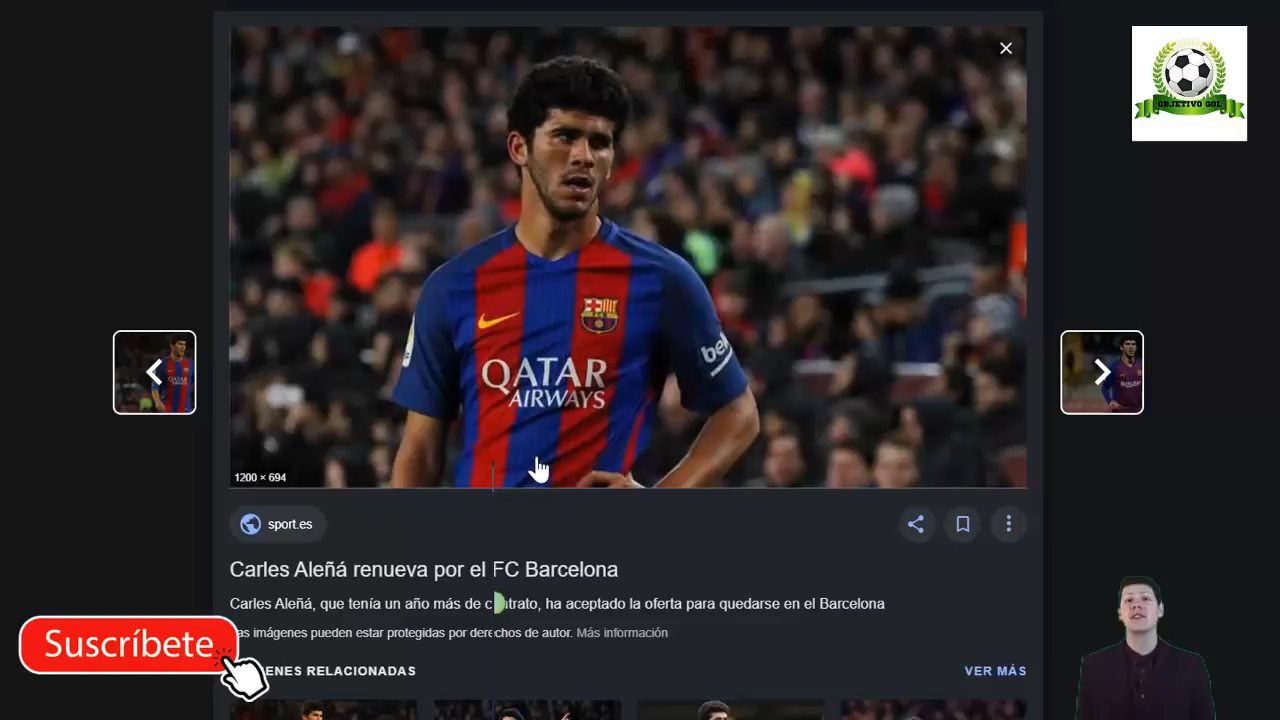 OBJETIVO GOL
beko
QATAR
AIRWAYS
1200 × 694
sport.es
Carles Aleñá renueva por el FC Barcelona
Carles Aleñá, que tenía un año más de contrato, ha aceptado la oferta para quedarse en el Barcelona
imágenes pueden estar protegidas por derechos de autor. Más información
Suscríbete
RELACIONADAS
VER MÁS